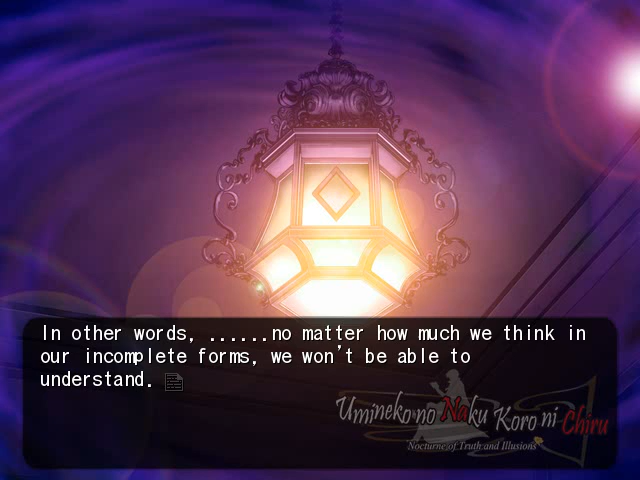 In other words, ......no matter how much we think in
our incomplete forms, we won't be able to
understand.
Umineko no Naku Koro ni Chiru
Nocturne of Truth and Illusions